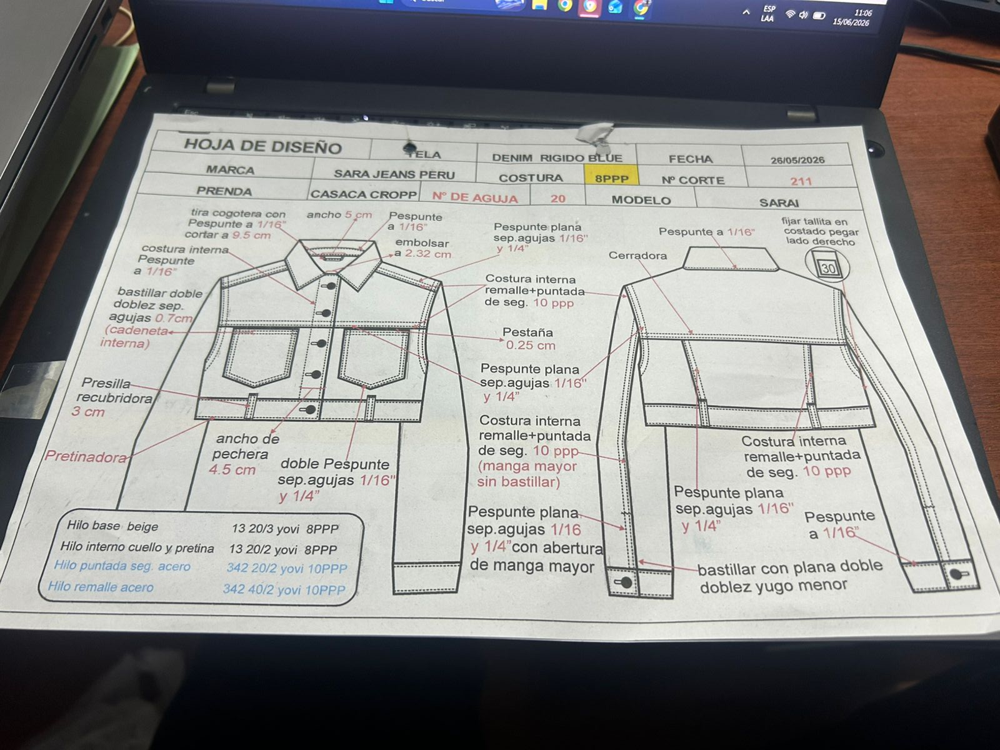 ESP
LAA
11:06
15/06/2026
HOJA DE DISEÑO
TELA
DENIM RIGIDO BLUE
FECHA
26/05/2026
MARCA
SARA JEANS PERU
COSTURA
8PPP
Nº CORTE
211
PRENDA
CASACA CROPP
N° DE AGUJA
20
MODELO
SARAI
tira cogotera con
Pespunte a 1/16"
cortar a 9.5 cm
ancho 5 cm
Pespunte
a 1/16"
embolsar
a 2.32 cm
Pespunte plana
sep.agujas 1/16"
y 1/4"
costura interna
Pespunte
a 1/16"
Costura interna
remalle+puntada
de seg. 10 ppp
bastillar doble
doblez sep.
agujas 0.7cm
(cadeneta
interna)
Pestaña
0.25 cm
Pespunte plana
sep.agujas 1/16"
y 1/4"
Presilla
recubridora
3 cm
Pretinadora
ancho de
pechera
4.5 cm
doble Pespunte
sep.agujas 1/16"
y 1/4"
Costura interna
remalle+puntada
de seg. 10 ppp
(manga mayor
sin bastillar)
Pespunte plana
sep.agujas 1/16
y 1/4"con abertura
de manga mayor
Pespunte a 1/16"
Cerradora
fijar tallita en
costado pegar
lado derecho
30
Costura interna
remalle+puntada
de seg. 10 ppp
Pespunte plana
sep.agujas 1/16"
y 1/4"
Pespunte
a 1/16"
bastillar con plana doble
doblez yugo menor
Hilo base beige 13 20/3 yovi 8PPP
Hilo interno cuello y pretina 13 20/2 yovi 8PPP
Hilo puntada seg. acero 342 20/2 yovi 10PPP
Hilo remalle acero 342 40/2 yovi 10PPP